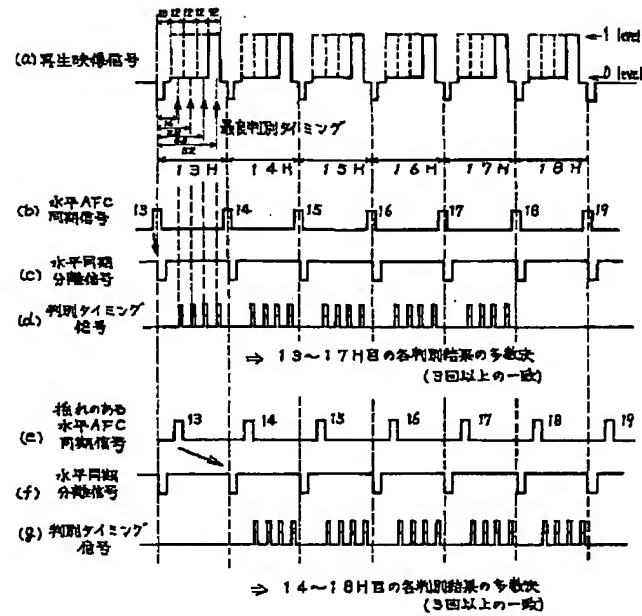 10 12 12 12 12
1 level
(a) 再生映像信号
0 level
最良判別タイミング
52
13H 14H 15H 16H 17H 18H
(b) 水平AFC
同期信号
13 14 15 16 17 18 19
(c) 水平同期
分離信号
(d) 判別タイミング
信号
⇒ 13～17H目の各判別結果の多数決
(3回以上の一致)
(e) 揺れのある
水平AFC
同期信号
13 14 15 16 17 18 19
(f) 水平同期
分離信号
(g) 判別タイミング
信号
⇒ 14～18H目の各判別結果の多数決
(3回以上の一致)